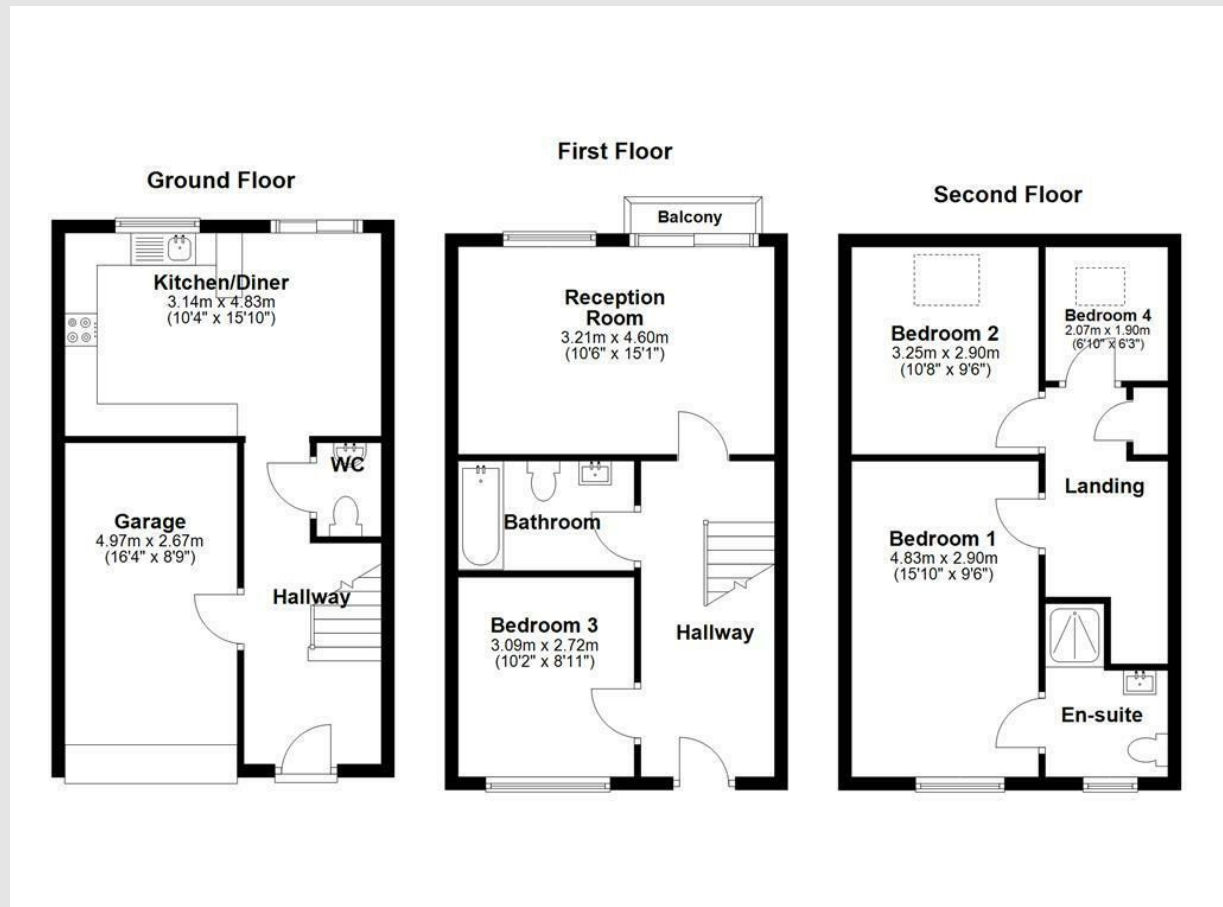 Ground Floor
Kitchen/Diner
3.14m x 4.83m
(10'4" x 15'10")
WC
Garage
4.97m x 2.67m
(16'4" x 8'9")
Hallway
First Floor
Balcony
Reception
Room
3.21m x 4.60m
(10'6" x 15'1")
Bathroom
Bedroom 3
3.09m x 2.72m
(10'2" x 8'11")
Hallway
Second Floor
Bedroom 2
3.25m x 2.90m
(10'8" x 9'6")
Bedroom 4
2.07m x 1.90m
(6'10" x 6'3")
Landing
Bedroom 1
4.83m x 2.90m
(15'10" x 9'6")
En-suite